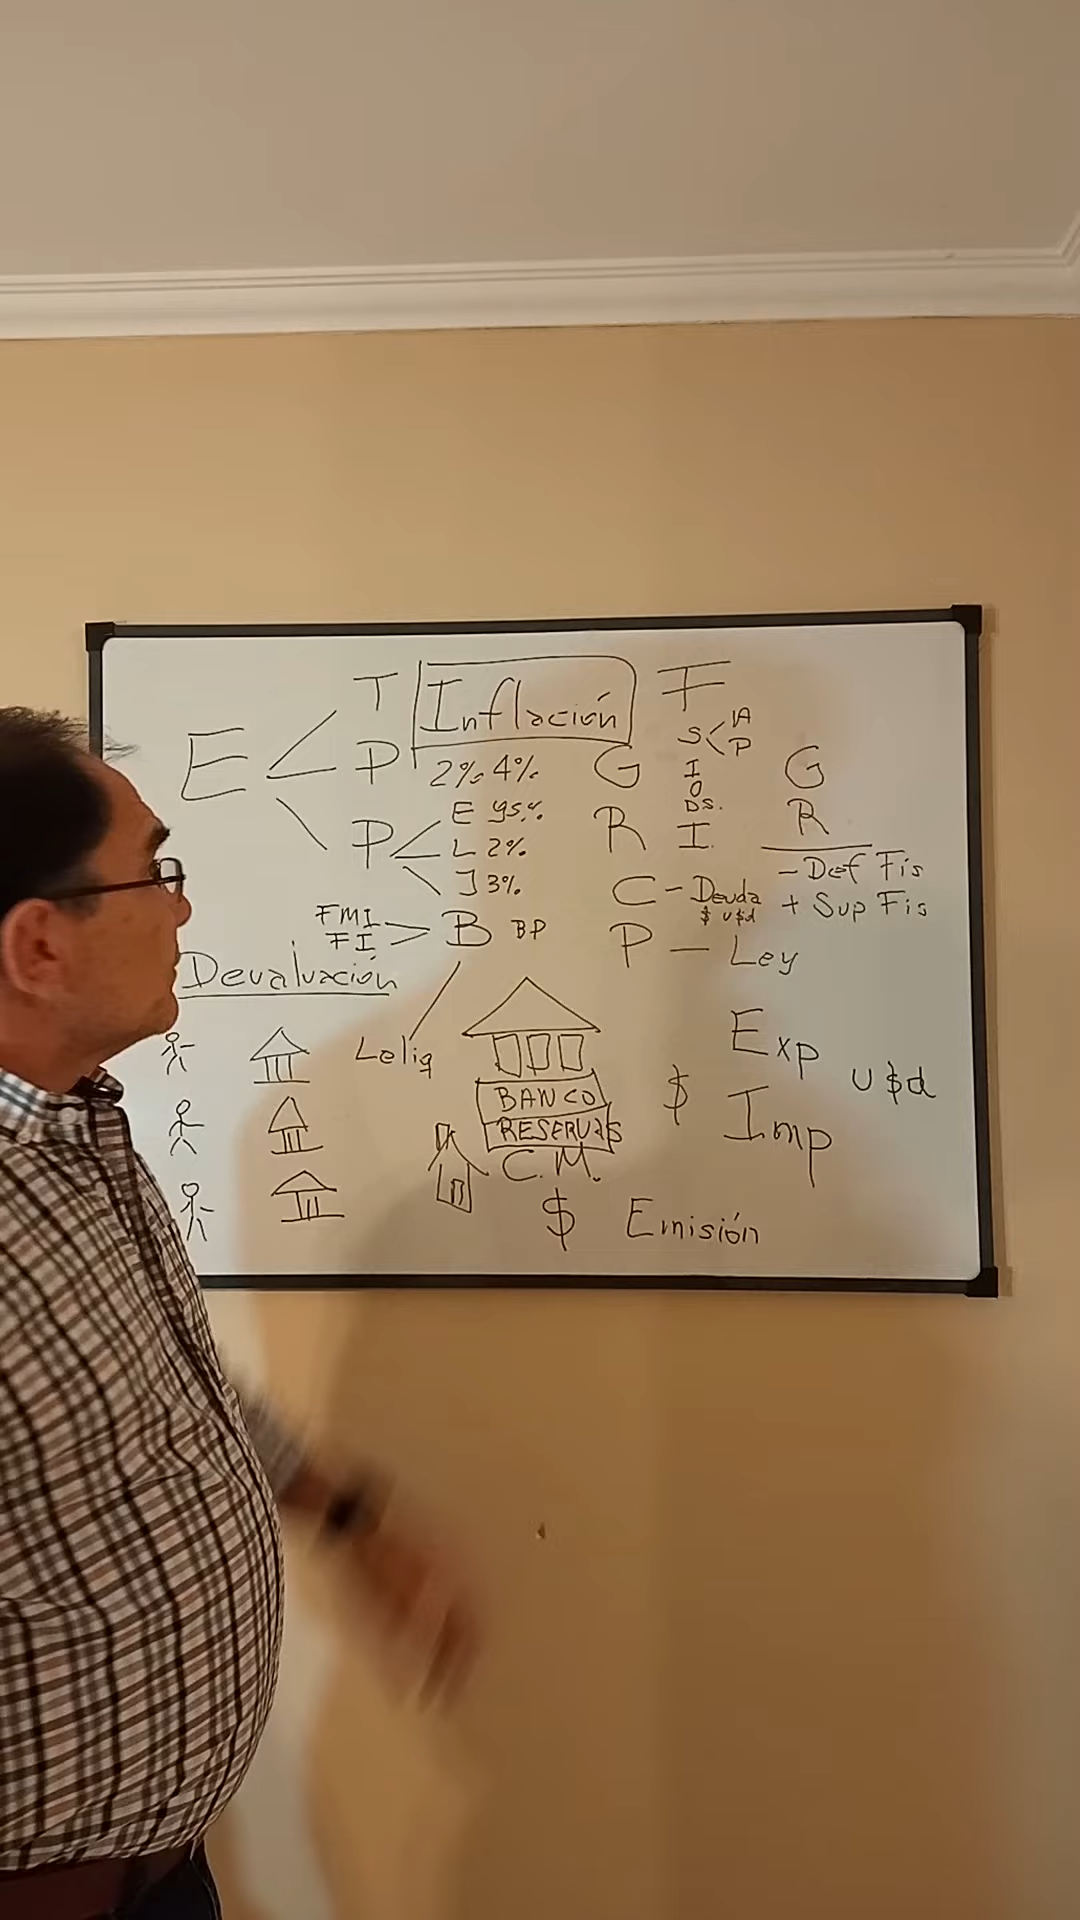 T Inflación F
E P 2% 4% G S IA P
I G
O
P E 95% R DS. R
L 2% I.
J 3% C - Deuda - Def Fis
$ u$d + Sup Fis
FMI B BP P - Ley
FI
Devaluación
Leliq
Exp
BANCO $ u$d
RESERVAS Imp
C.M.
$ Emisión